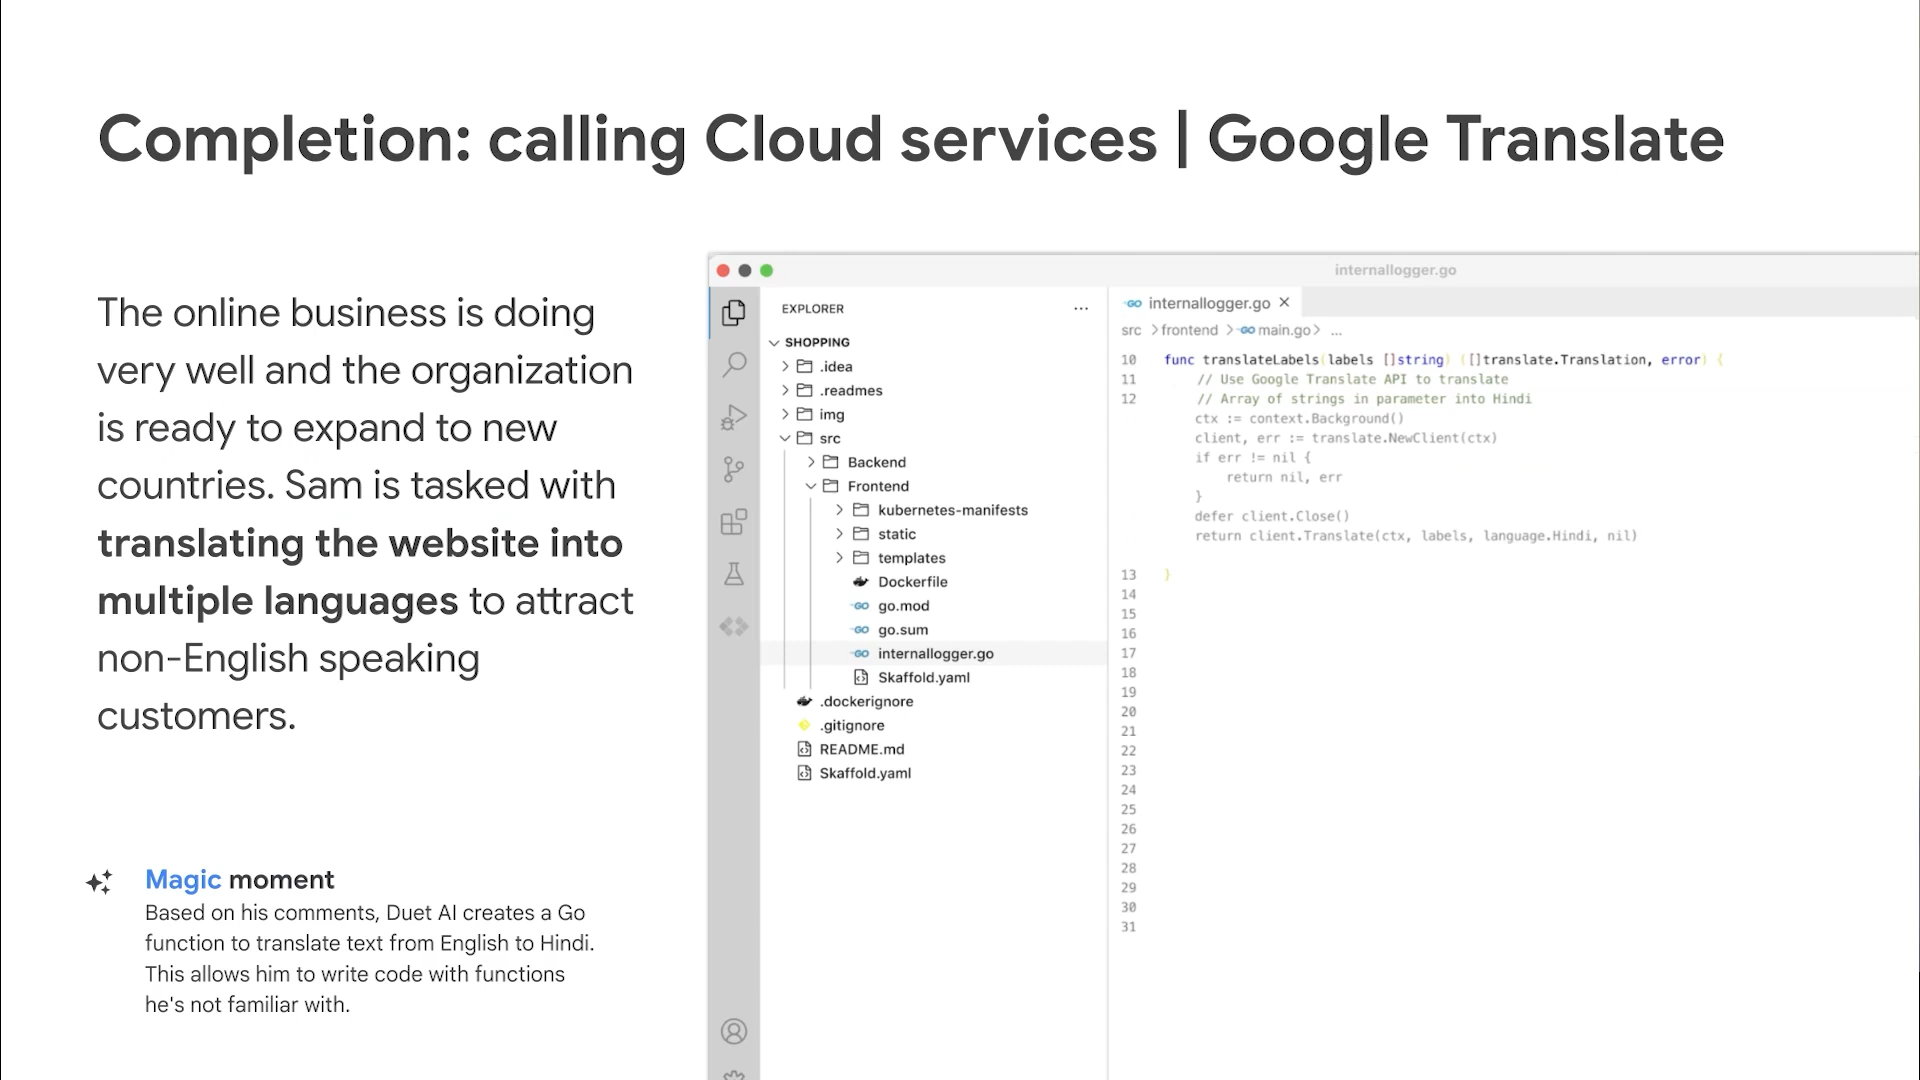 Completion: calling Cloud services | Google Translate
The online business is doing
very well and the organization
is ready to expand to new
countries. Sam is tasked with
translating the website into
multiple languages to attract
non-English speaking
customers.
Magic moment
Based on his comments, Duet AI creates a Go
function to translate text from English to Hindi.
This allows him to write code with functions
he's not familiar with.
internallogger.go
EXPLORER ...
SHOPPING
.idea
.readmes
img
src
Backend
Frontend
kubernetes-manifests
static
templates
Dockerfile
GO go.mod
GO go.sum
GO internallogger.go
Skaffold.yaml
.dockerignore
.gitignore
README.md
Skaffold.yaml
GO internallogger.go ×
src > frontend > GO main.go > ...
10 func translateLabels(labels []string) ([]translate.Translation, error) {
11 // Use Google Translate API to translate
12 // Array of strings in parameter into Hindi
ctx := context.Background()
client, err := translate.NewClient(ctx)
if err != nil {
return nil, err
}
defer client.Close()
return client.Translate(ctx, labels, language.Hindi, nil)
13 }
14
15
16
17
18
19
20
21
22
23
24
25
26
27
28
29
30
31